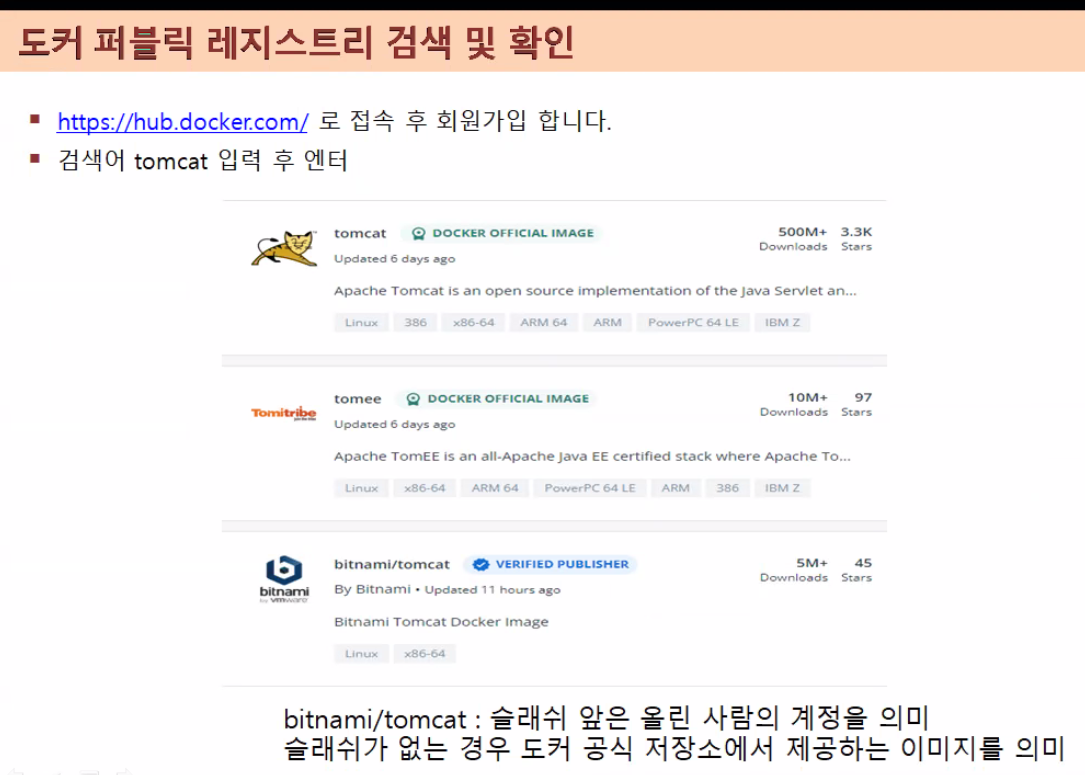 도커 퍼블릭 레지스트리 검색 및 확인
https://hub.docker.com/ 로 접속 후 회원가입 합니다.
검색어 tomcat 입력 후 엔터
tomcat DOCKER OFFICIAL IMAGE 500M+ 3.3K
Downloads Stars
Updated 6 days ago
Apache Tomcat is an open source implementation of the Java Servlet an...
Linux 386 x86-64 ARM 64 ARM PowerPC 64 LE IBM Z
Tomitribe
tomee DOCKER OFFICIAL IMAGE 10M+ 97
Downloads Stars
Updated 6 days ago
Apache TomEE is an all-Apache Java EE certified stack where Apache To...
Linux x86-64 ARM 64 PowerPC 64 LE ARM 386 IBM Z
bitnami
by vmware
bitnami/tomcat VERIFIED PUBLISHER 5M+ 45
Downloads Stars
By Bitnami • Updated 11 hours ago
Bitnami Tomcat Docker Image
Linux x86-64
bitnami/tomcat : 슬래쉬 앞은 올린 사람의 계정을 의미
슬래쉬가 없는 경우 도커 공식 저장소에서 제공하는 이미지를 의미